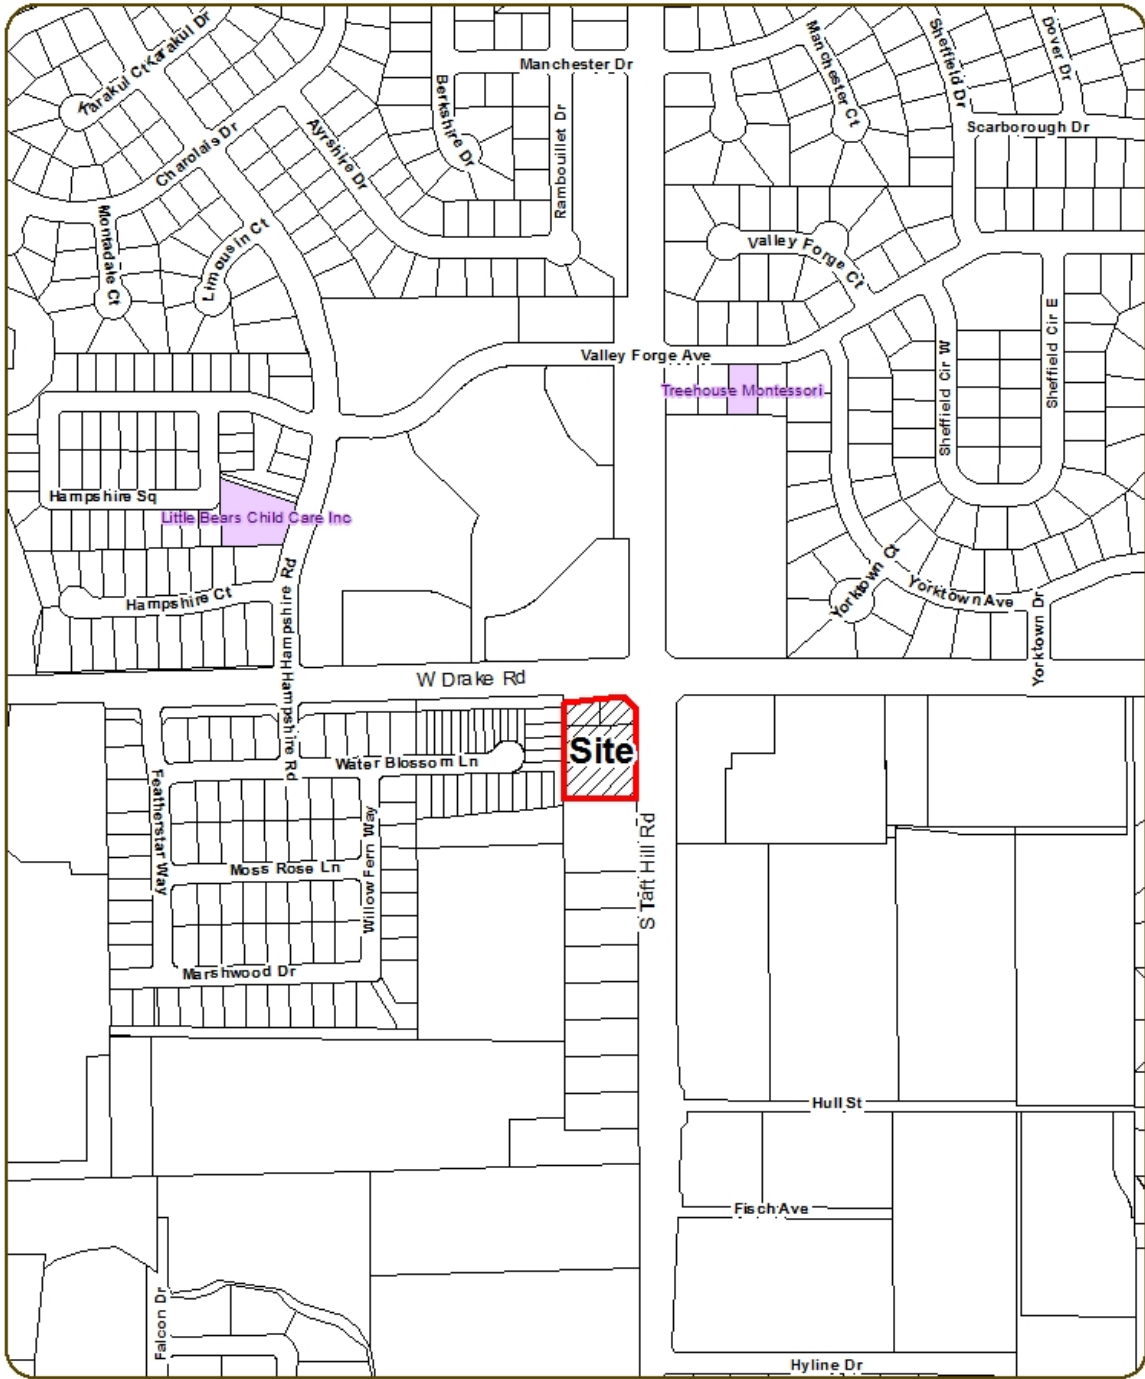 Karakul Dr
Karakul Ct
Manchester Dr
Manchester Ct
Sheffield Dr
Dover Dr
Berkshire Dr
Scarborough Dr
Charolais Dr
Ayrshire Dr
Rambouillet Dr
Montadale Ct
Limousin Ct
Valley Forge Ct
Valley Forge Ave
Sheffield Cir W
Sheffield Cir E
Treehouse Montessori
Hampshire Sq
Little Bears Child Care Inc
Hampshire Ct
Hampshire Rd
Yorktown Ct
Yorktown Ave
Yorktown Dr
W Drake Rd
Hampshire Rd
Site
Water Blossom Ln
Featherstar Way
Willow Fern Way
Moss Rose Ln
S Taft Hill Rd
Marshwood Dr
Hull St
Fisch Ave
Falcon Dr
Hyline Dr